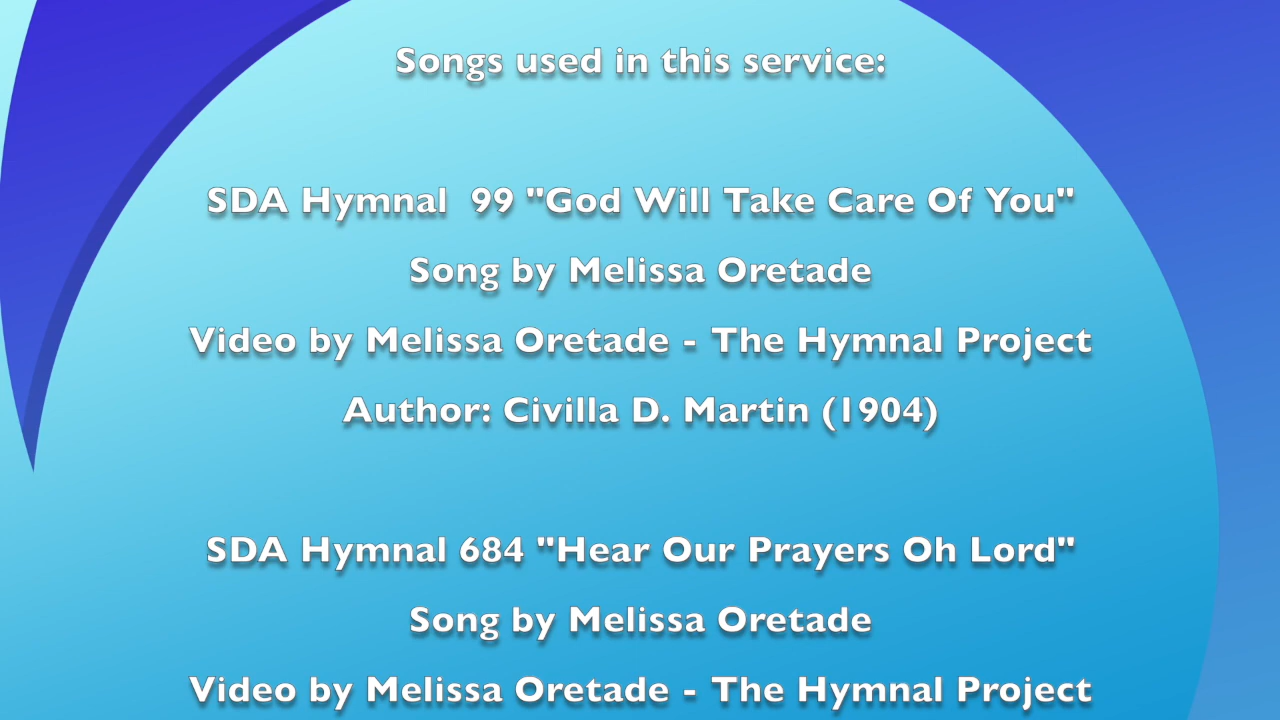 Songs used in this service:
SDA Hymnal  99 "God Will Take Care Of You"
Song by Melissa Oretade
Video by Melissa Oretade - The Hymnal Project
Author: Civilla D. Martin (1904)
SDA Hymnal 684 "Hear Our Prayers Oh Lord"
Song by Melissa Oretade
Video by Melissa Oretade - The Hymnal Project